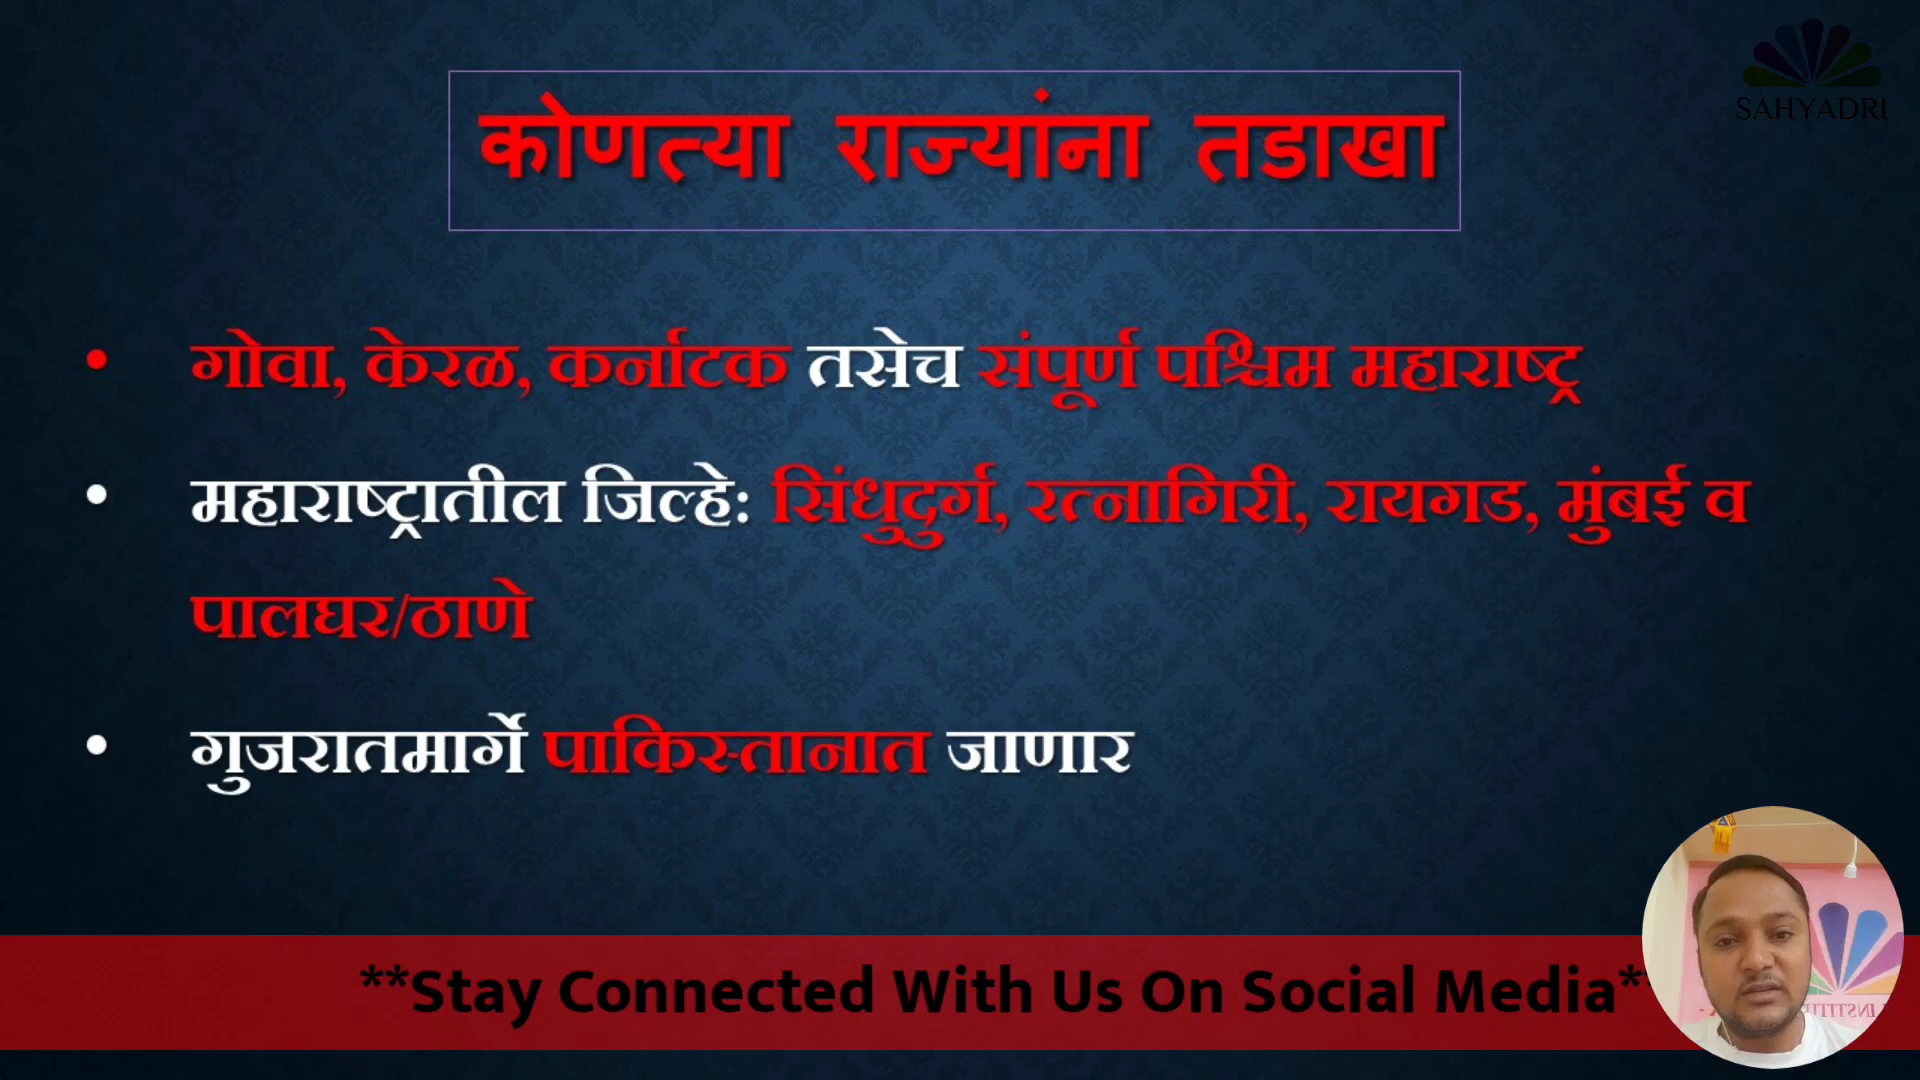 SAHYADRI
कोणत्या राज्यांना तडाखा
• गोवा, केरळ, कर्नाटक तसेच संपूर्ण पश्चिम महाराष्ट्र
• महाराष्ट्रातील जिल्हे: सिंधुदुर्ग, रत्नागिरी, रायगड, मुंबई व
पालघर/ठाणे
• गुजरातमार्गे पाकिस्तानात जाणार
**Stay Connected With Us On Social Media**